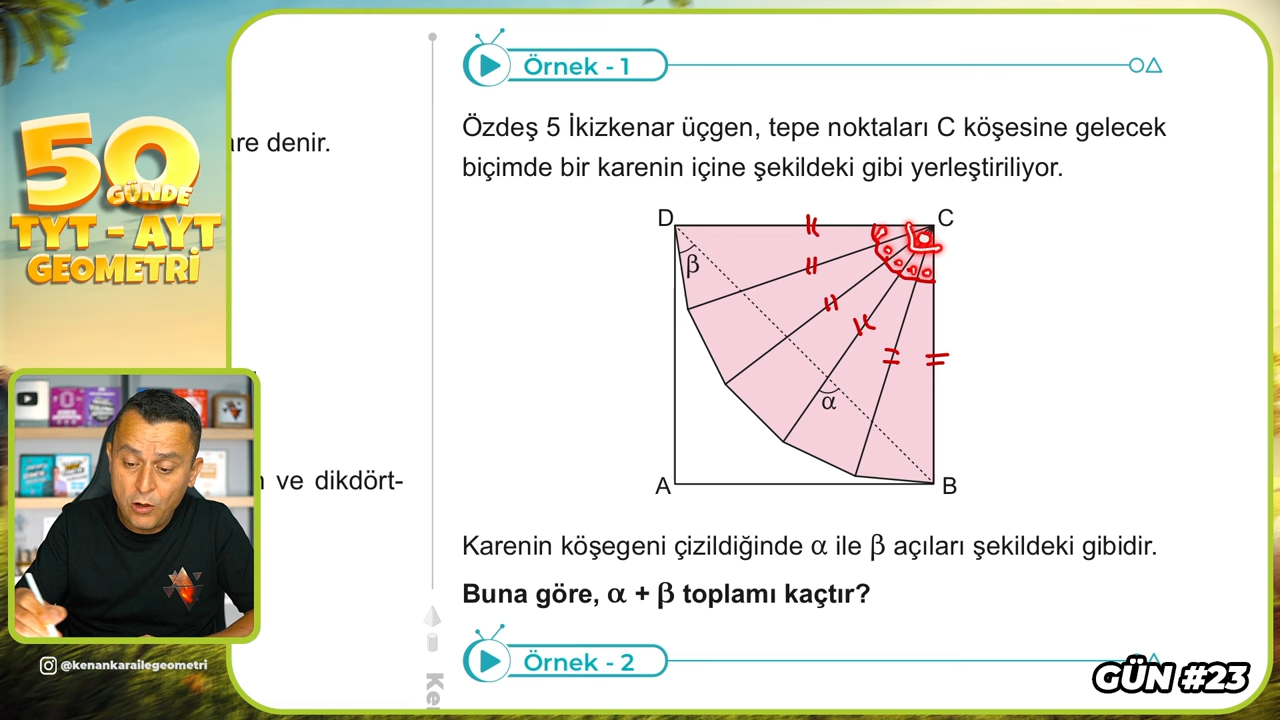 50
GÜNDE
TYT - AYT
GEOMETRİ
are denir.
n ve dikdört-
Örnek - 1
Özdeş 5 İkizkenar üçgen, tepe noktaları C köşesine gelecek
biçimde bir karenin içine şekildeki gibi yerleştiriliyor.
D
C
β
α
A
B
Karenin köşegeni çizildiğinde α ile β açıları şekildeki gibidir.
Buna göre, α + β toplamı kaçtır?
Örnek - 2
Ke
@kenankarailegeometri
GÜN #23